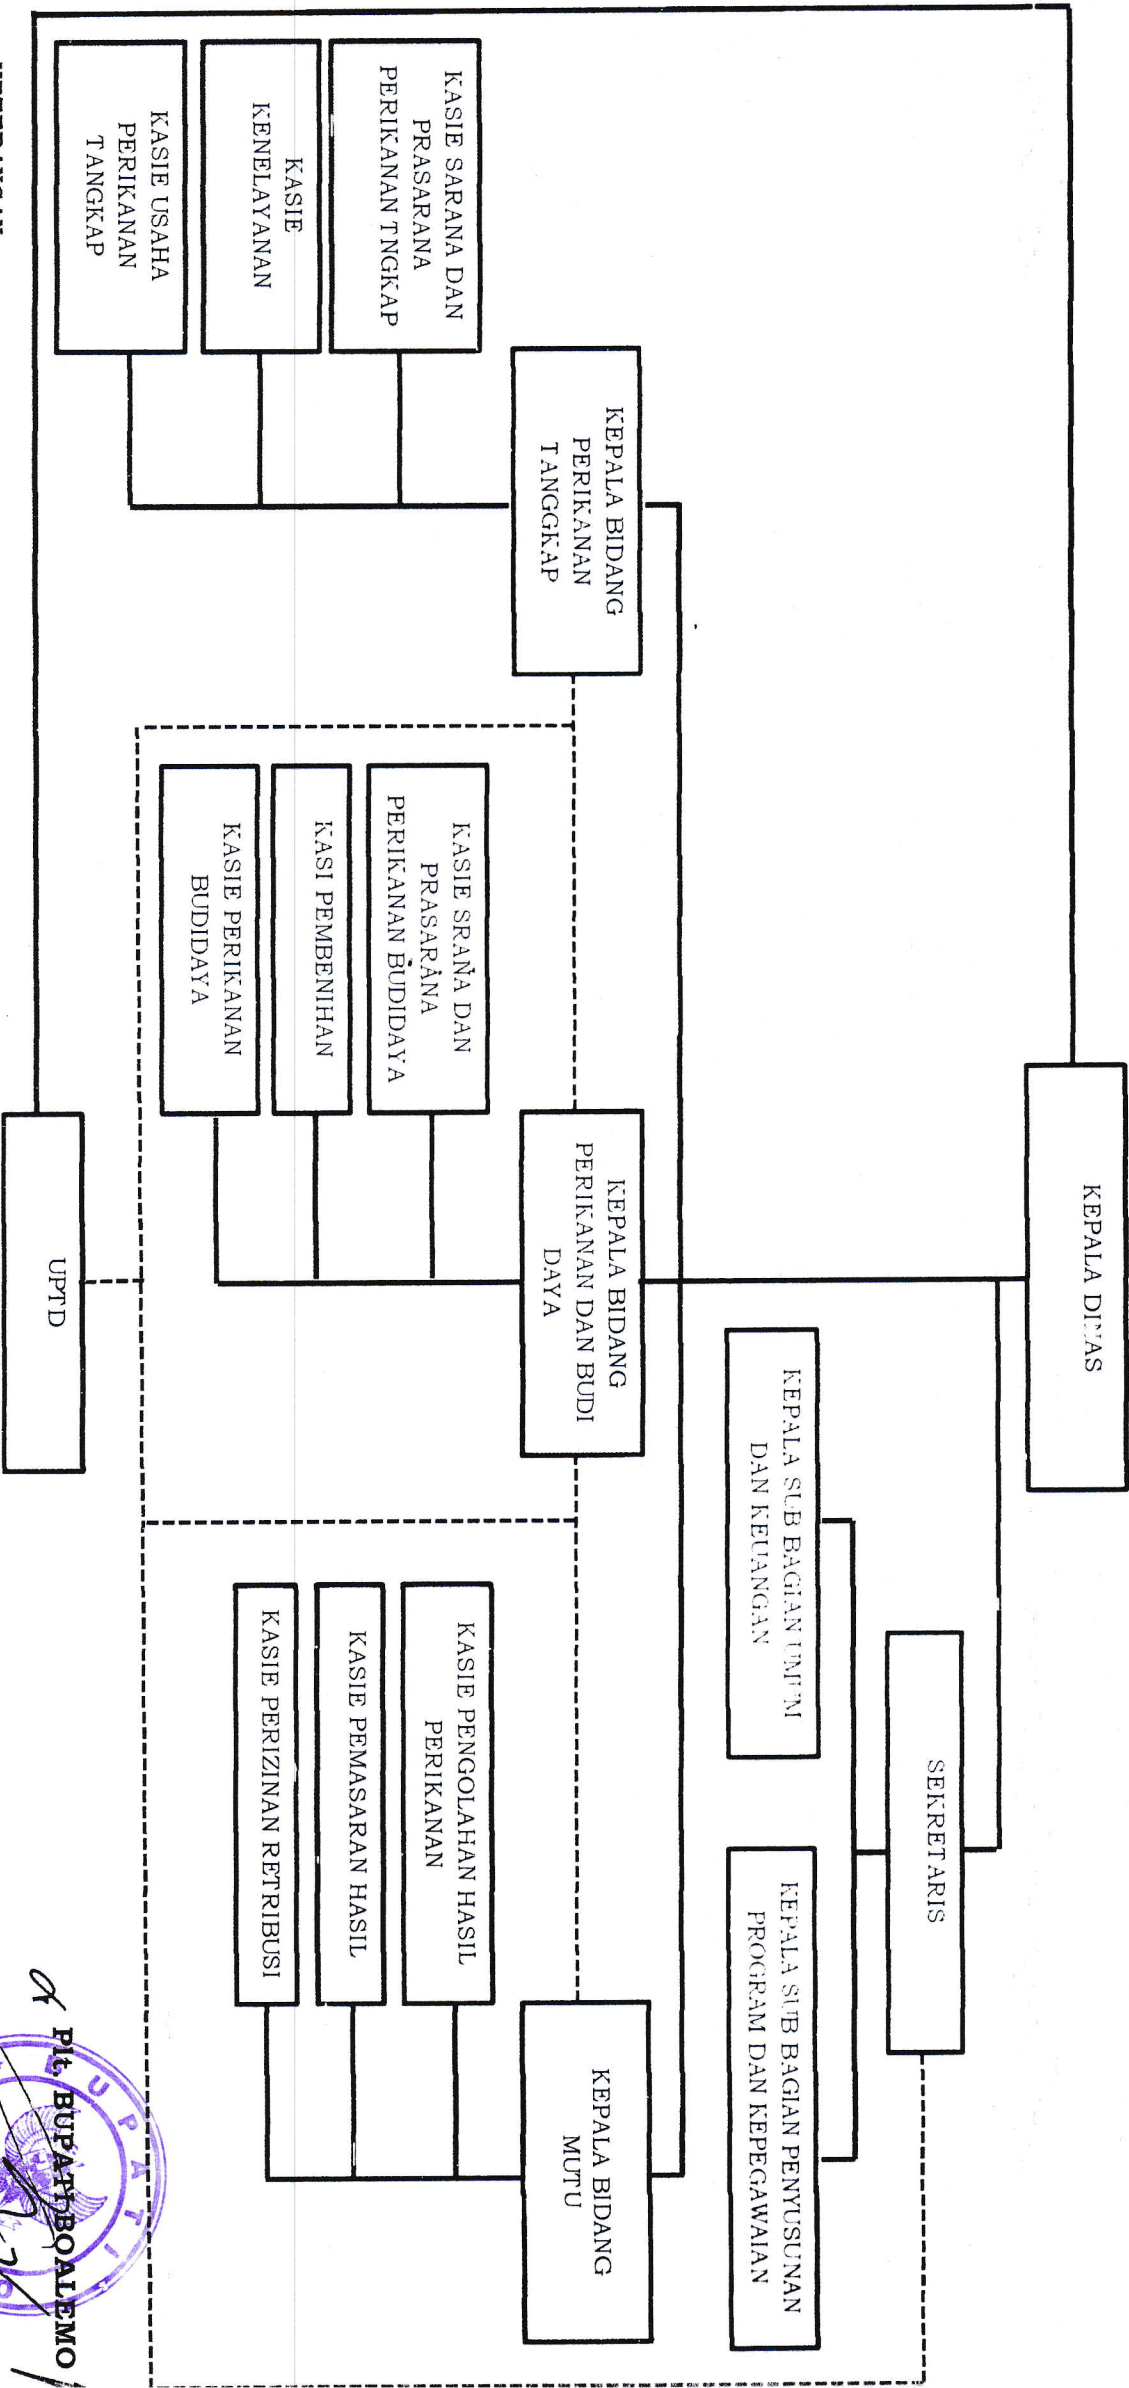 KEPALA DINAS
SEKRETARIS
KEPALA SUB BAGIAN UMUM
DAN KEUANGAN
KEPALA SUB BAGIAN PENYUSUNAN
PROGRAM DAN KEPEGAWAIAN
KEPALA BIDANG
PERIKANAN
TANGGKAP
KEPALA BIDANG
PERIKANAN DAN BUDI
DAYA
KEPALA BIDANG
MUTU
KASIE SARANA DAN
PRASARANA
PERIKANAN TNGKAP
KASIE
KENELAYANAN
KASIE USAHA
PERIKANAN
TANGKAP
KASIE SRANA DAN
PRASARANA
PERIKANAN BUDIDAYA
KASI PEMBENIHAN
KASIE PERIKANAN
BUDIDAYA
KASIE PENGOLAHAN HASIL
PERIKANAN
KASIE PEMASARAN HASIL
KASIE PERIZINAN RETRIBUSI
UPTD
Plt. BUPATI BOALEMO
BUPATI